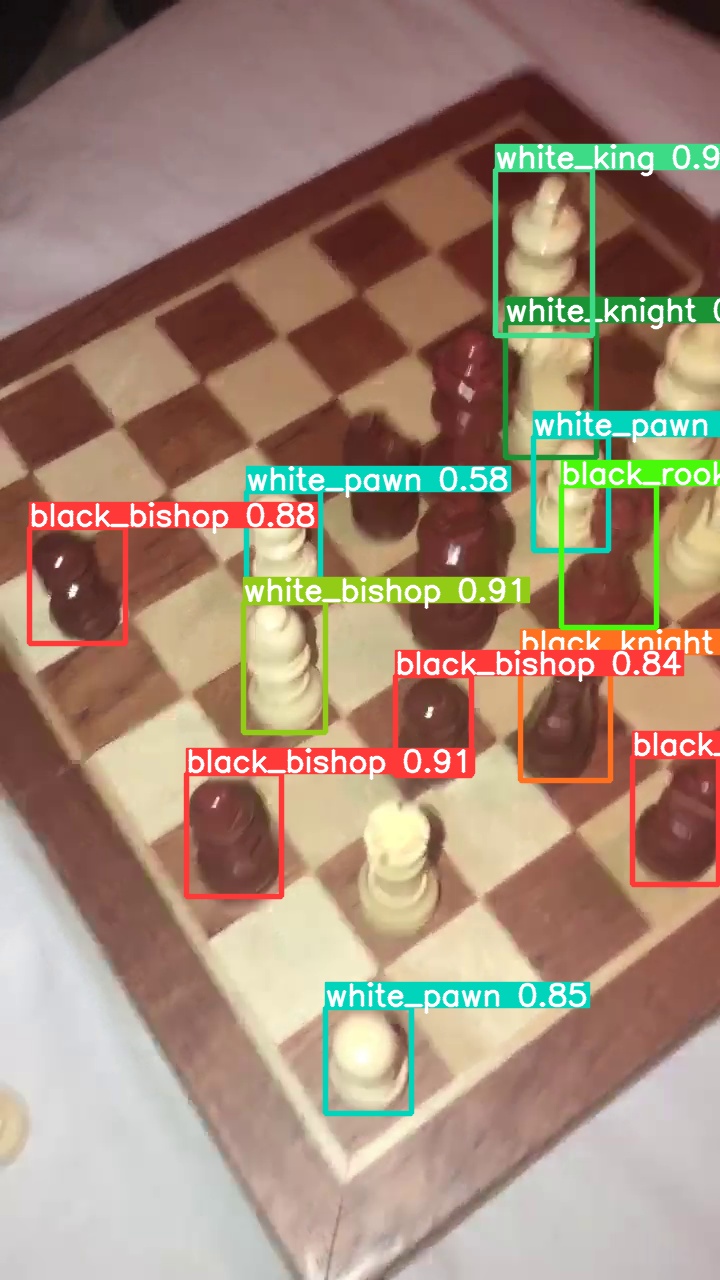 white_king 0.9
white_knight 0
white_pawn
black_rook
white_pawn 0.58
black_bishop 0.88
white_bishop 0.91
black_knight
black_bishop 0.84
black_
black_bishop 0.91
white_pawn 0.85